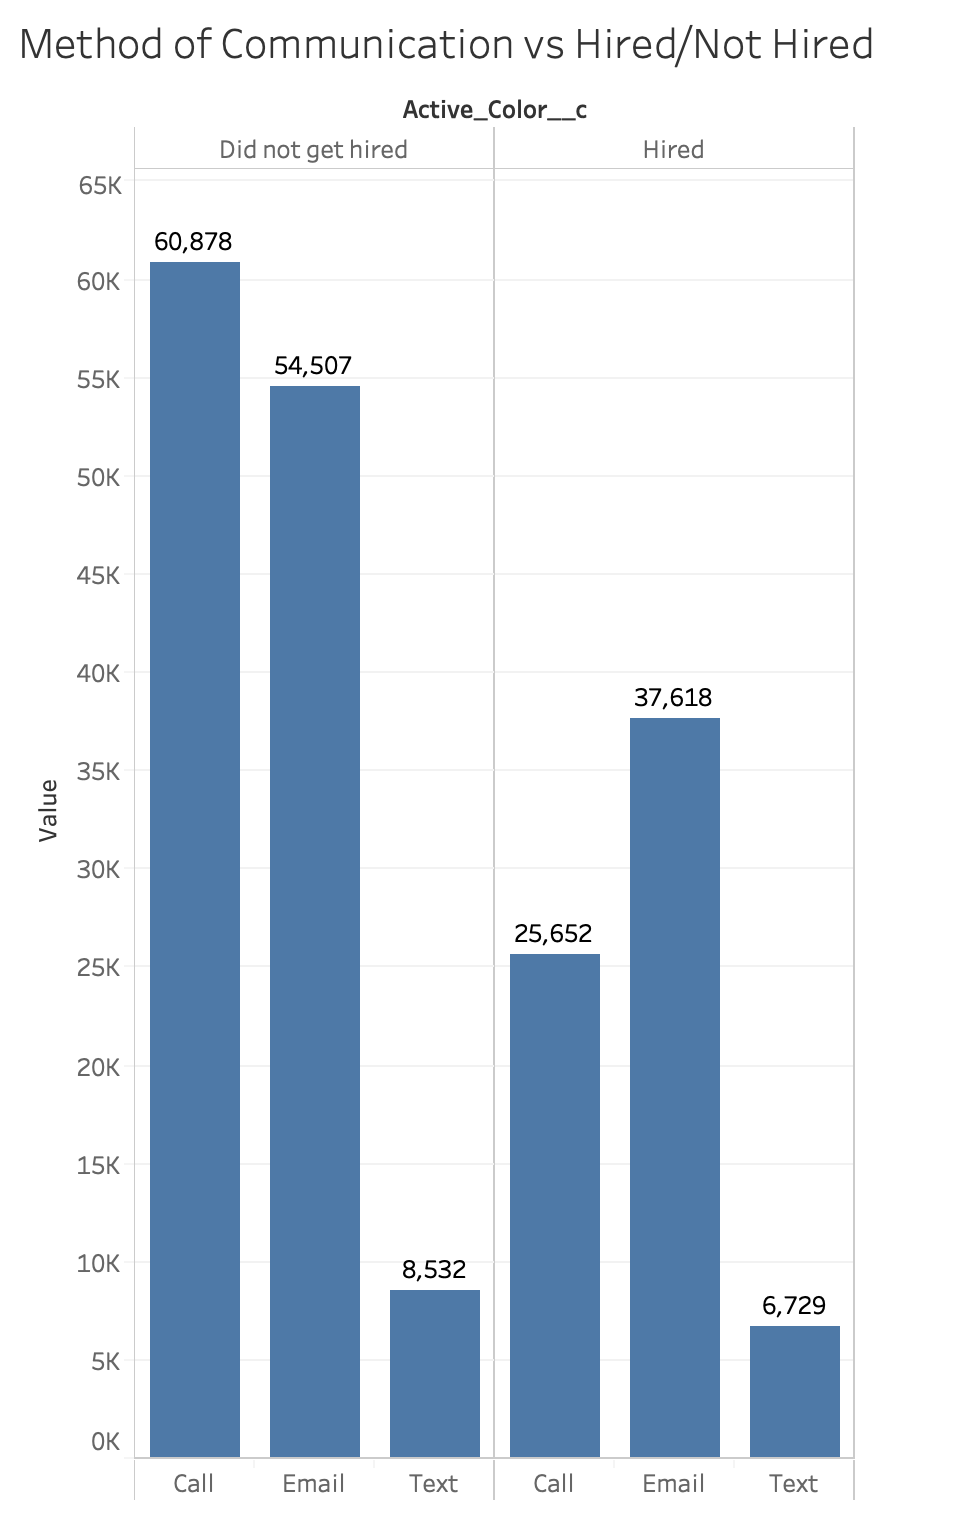 Method of Communication vs Hired/Not Hired
Active_Color__c
Did not get hired Hired
65K
60,878
60K
54,507
55K
50K
45K
40K
37,618
35K
Value
30K
25,652
25K
20K
15K
10K
8,532
6,729
5K
0K
Call Email Text Call Email Text